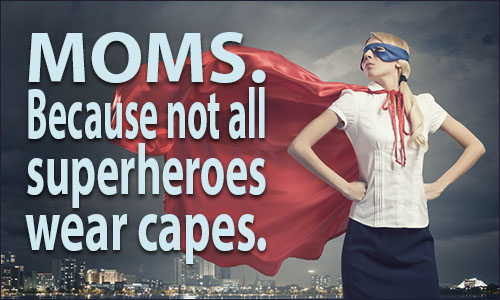 MOMS.
Because not all
superheroes
wear capes.